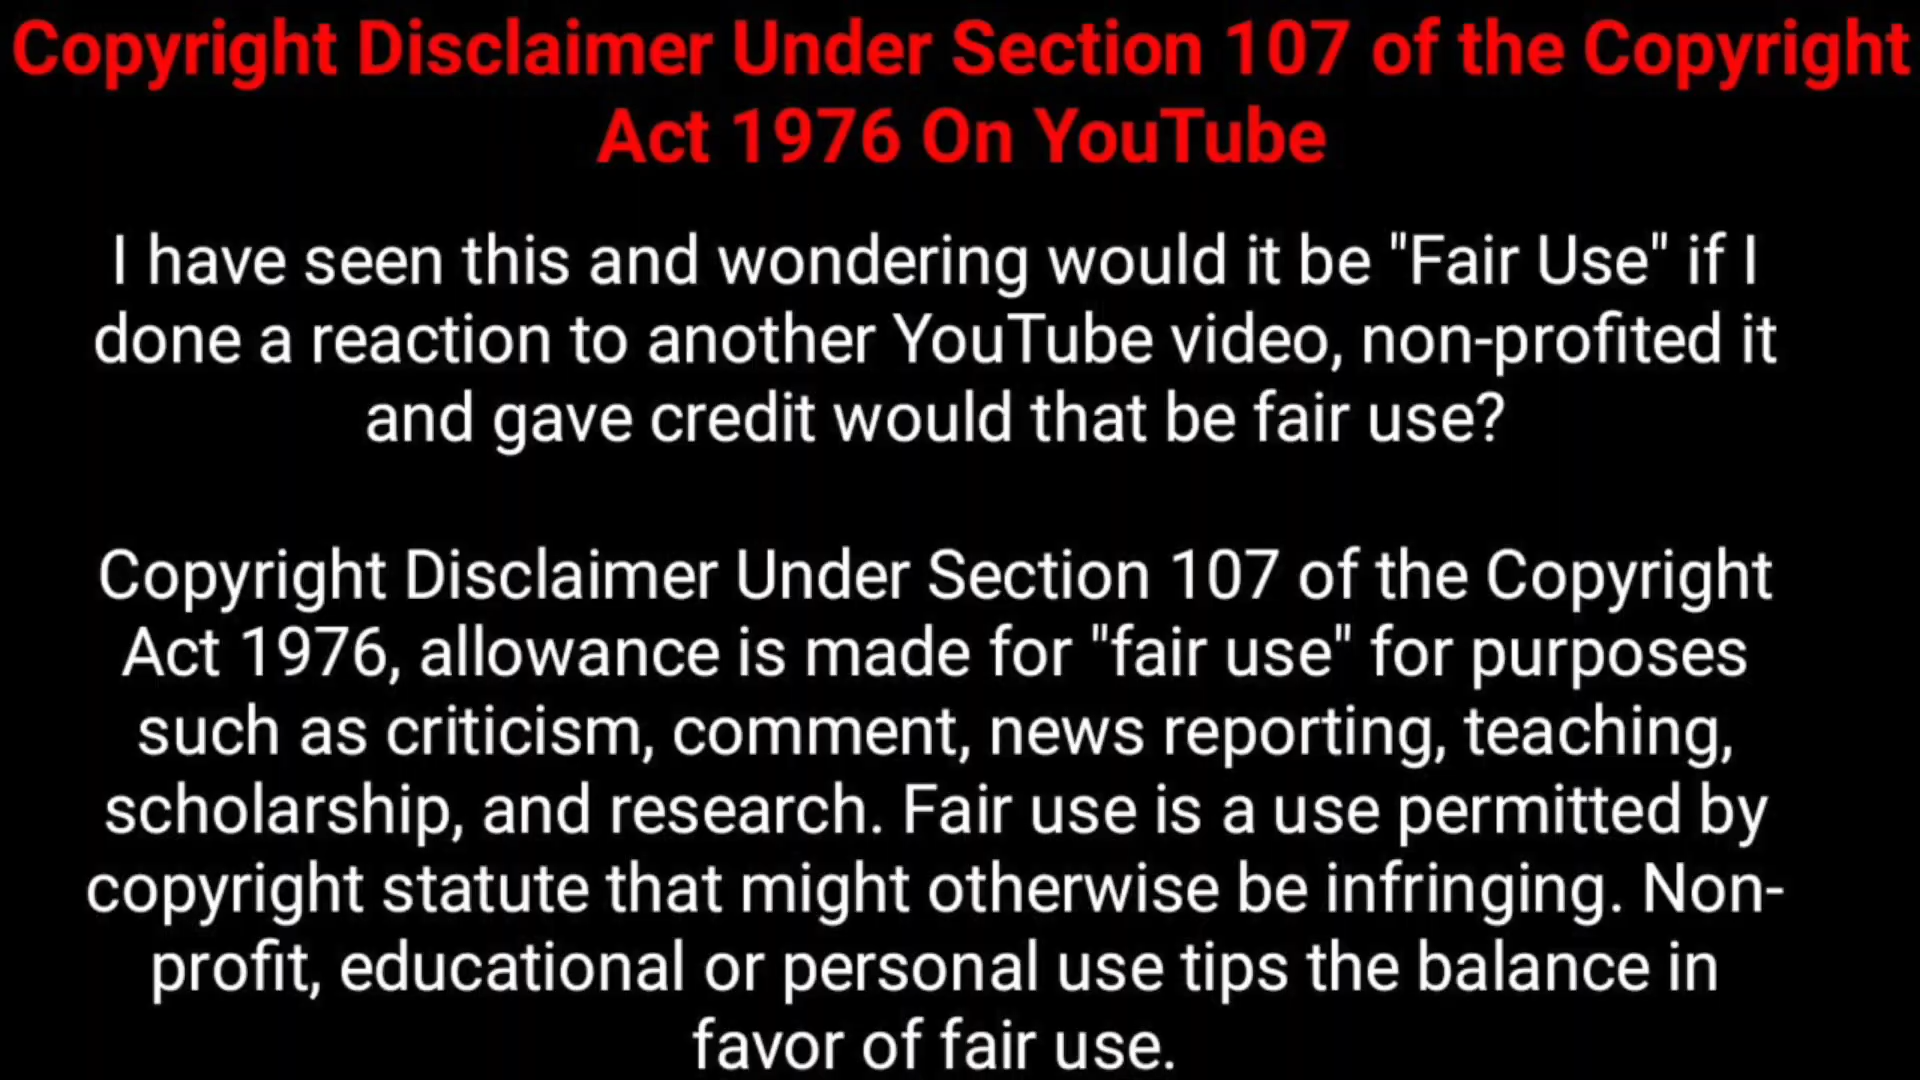 Copyright Disclaimer Under Section 107 of the Copyright
Act 1976 On YouTube
I have seen this and wondering would it be "Fair Use" if I
done a reaction to another YouTube video, non-profited it
and gave credit would that be fair use?
Copyright Disclaimer Under Section 107 of the Copyright
Act 1976, allowance is made for "fair use" for purposes
such as criticism, comment, news reporting, teaching,
scholarship, and research. Fair use is a use permitted by
copyright statute that might otherwise be infringing. Non-
profit, educational or personal use tips the balance in
favor of fair use.